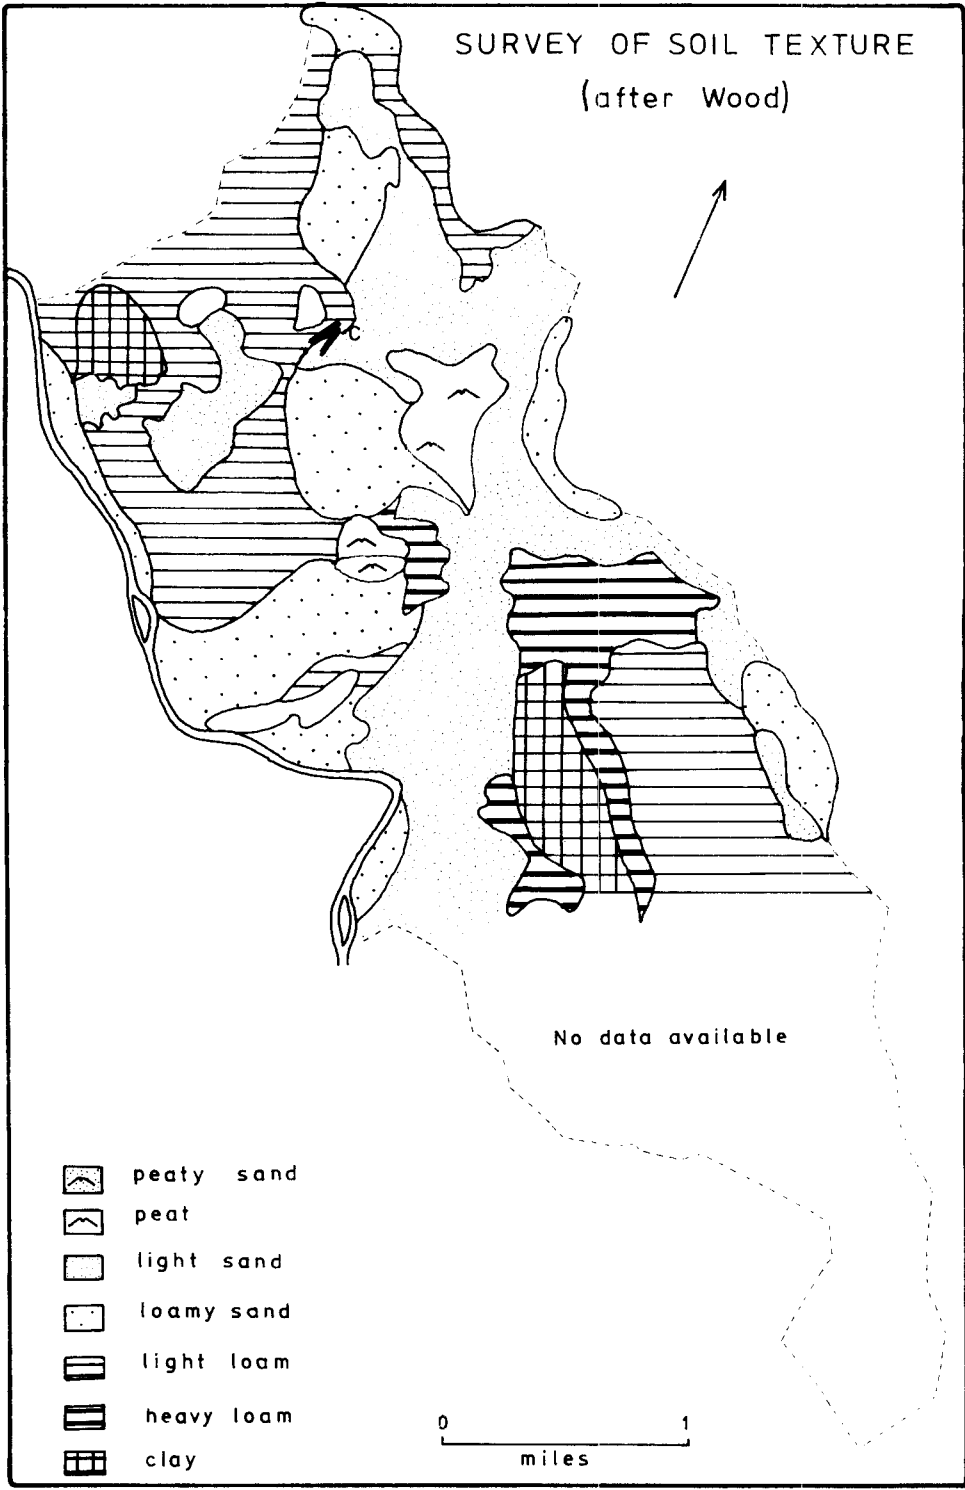 SURVEY OF SOIL TEXTURE
(after Wood)
C
No data available
peaty sand
peat
light sand
loamy sand
light loam
heavy loam
clay
0 1
miles